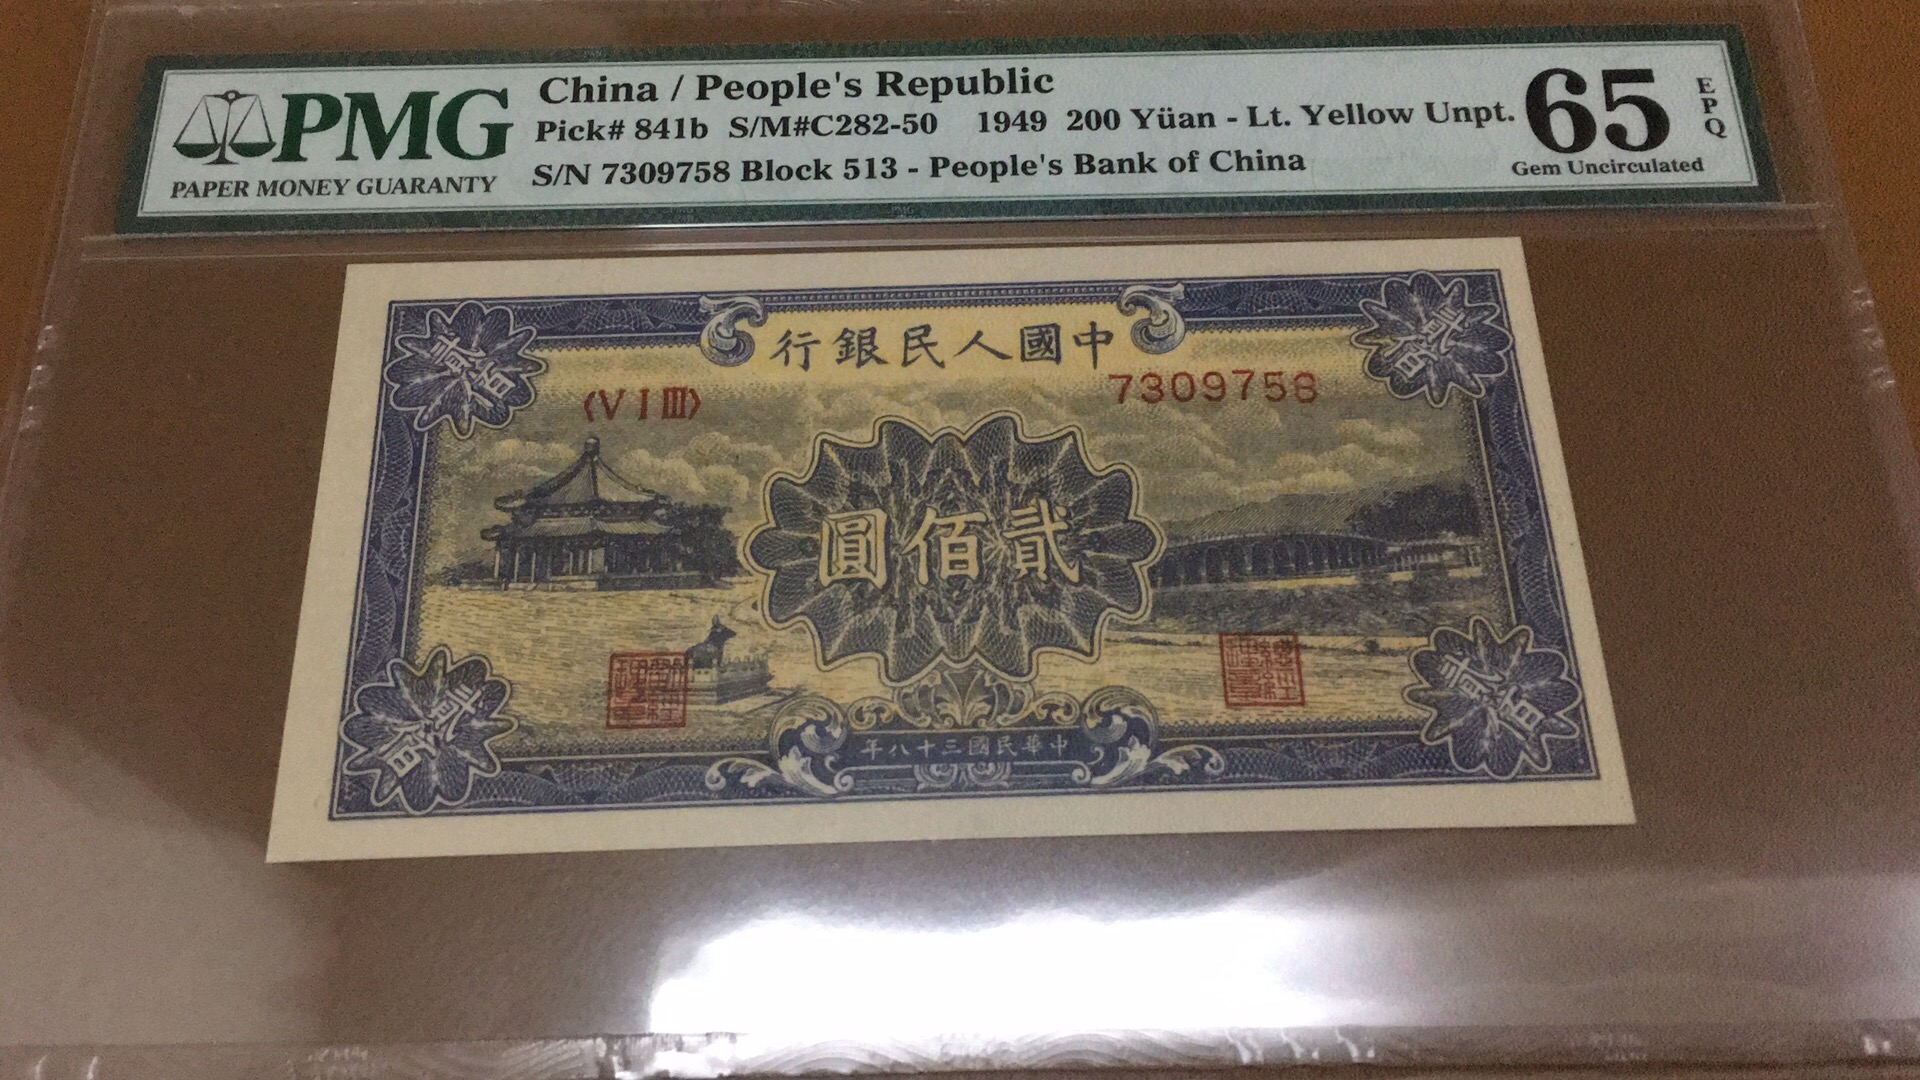 PMG
PAPER MONEY GUARANTY
China / People's Republic
Pick# 841b S/M#C282-50 1949 200 Yüan - Lt. Yellow Unpt.
S/N 7309758 Block 513 - People's Bank of China
65
EPQ
Gem Uncirculated
行銀民人國中
〈V I III〉
7309758
貳佰
貳佰
圓佰貳
貳佰
貳佰
年八十三國民華中